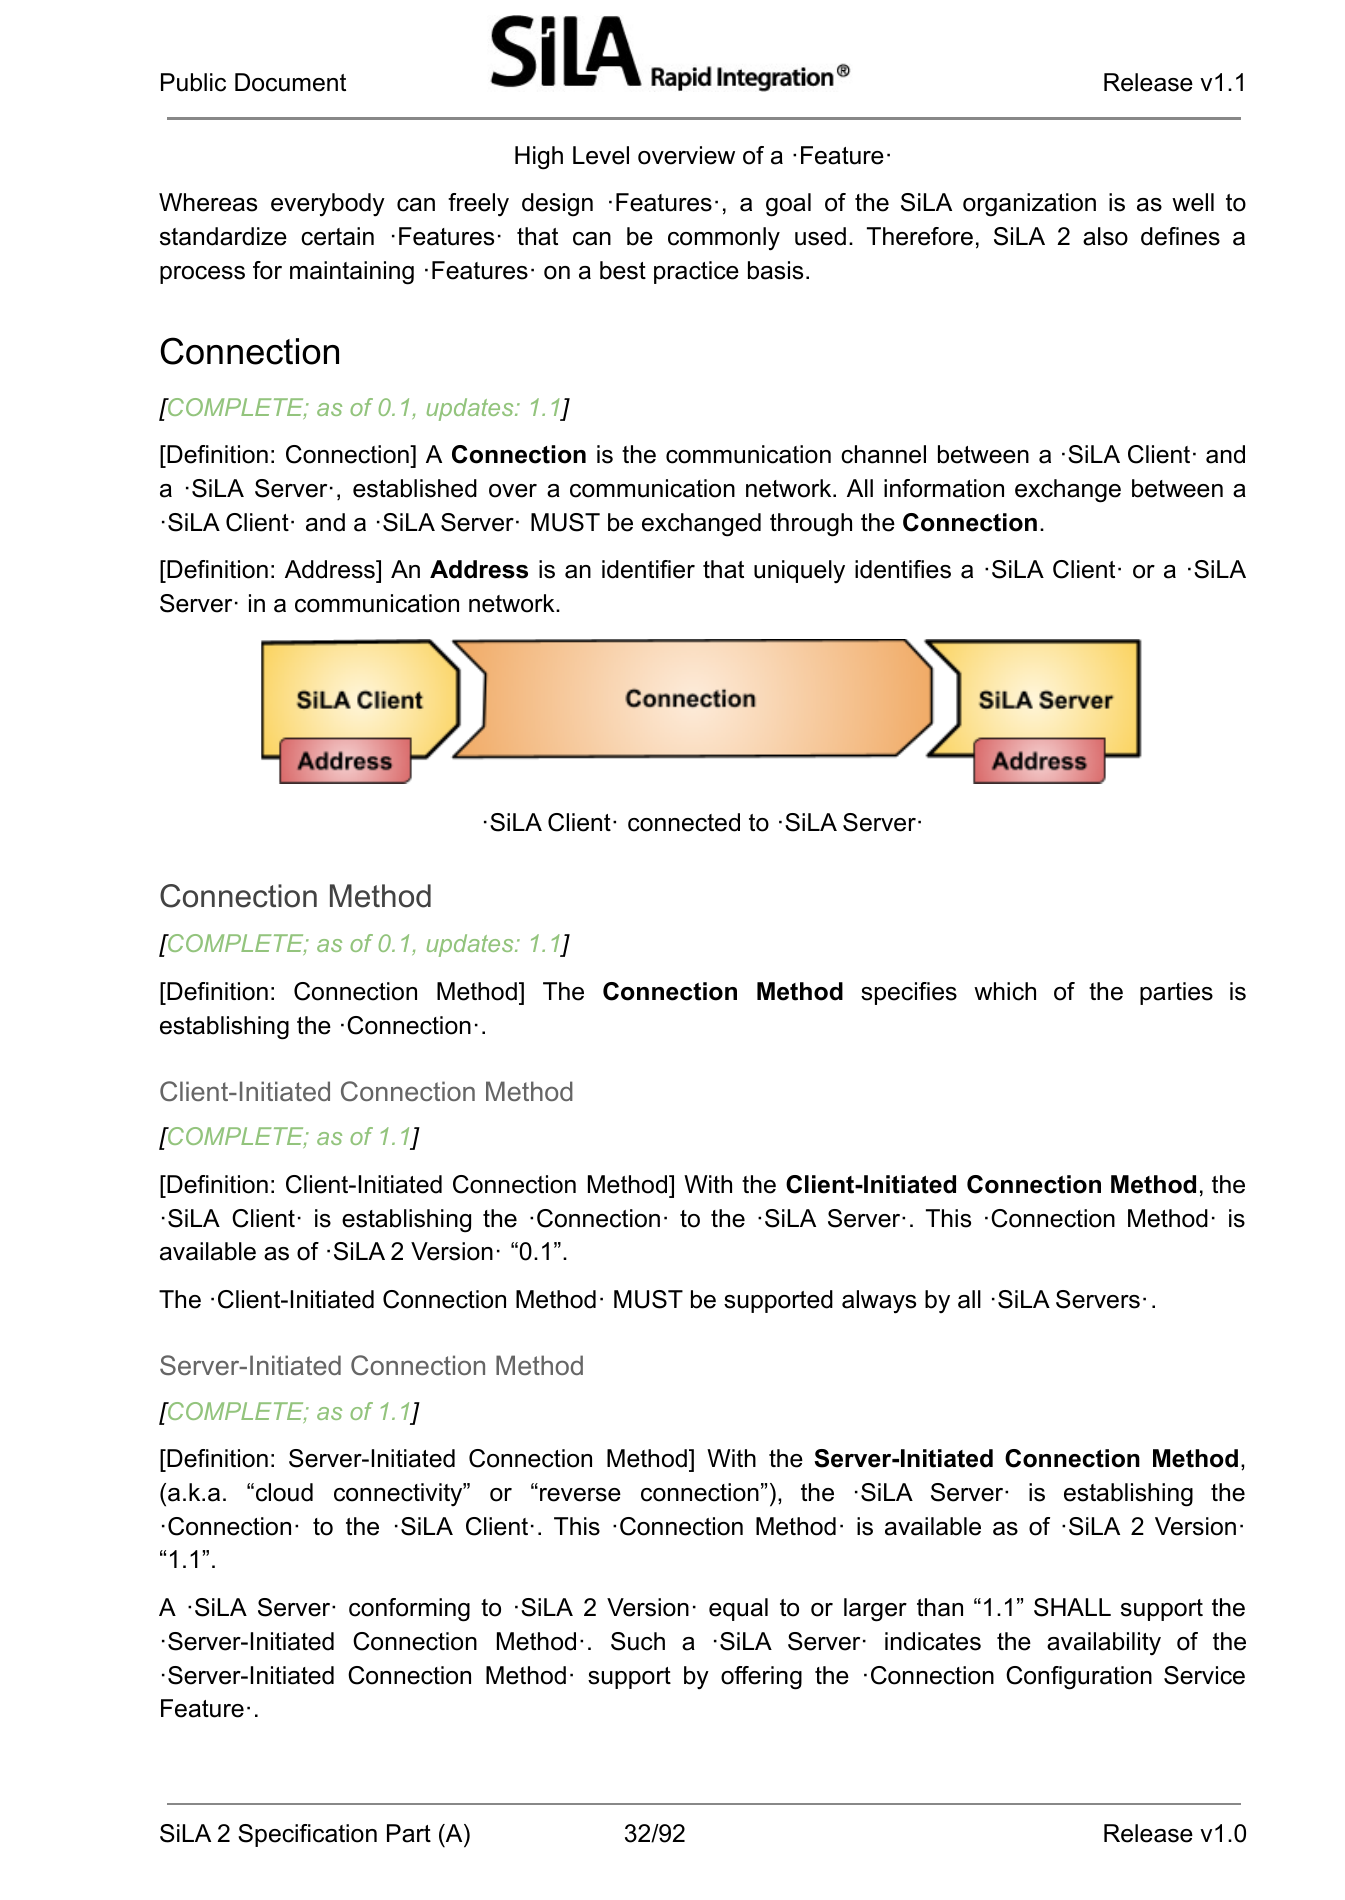 Public Document
SiLA Rapid Integration®
Release v1.1
High Level overview of a ·Feature·
Whereas everybody can freely design ·Features·, a goal of the SiLA organization is as well to
standardize certain ·Features· that can be commonly used. Therefore, SiLA 2 also defines a
process for maintaining ·Features· on a best practice basis.
Connection
[COMPLETE; as of 0.1, updates: 1.1]
[Definition: Connection] A Connection is the communication channel between a ·SiLA Client· and
a ·SiLA Server·, established over a communication network. All information exchange between a
·SiLA Client· and a ·SiLA Server· MUST be exchanged through the Connection.
[Definition: Address] An Address is an identifier that uniquely identifies a ·SiLA Client· or a ·SiLA
Server· in a communication network.
SiLA Client
Connection
SiLA Server
Address
Address
·SiLA Client· connected to ·SiLA Server·
Connection Method
[COMPLETE; as of 0.1, updates: 1.1]
[Definition: Connection Method] The Connection Method specifies which of the parties is
establishing the ·Connection·.
Client-Initiated Connection Method
[COMPLETE; as of 1.1]
[Definition: Client-Initiated Connection Method] With the Client-Initiated Connection Method, the
·SiLA Client· is establishing the ·Connection· to the ·SiLA Server·. This ·Connection Method· is
available as of ·SiLA 2 Version· “0.1”.
The ·Client-Initiated Connection Method· MUST be supported always by all ·SiLA Servers·.
Server-Initiated Connection Method
[COMPLETE; as of 1.1]
[Definition: Server-Initiated Connection Method] With the Server-Initiated Connection Method,
(a.k.a. “cloud connectivity” or “reverse connection”), the ·SiLA Server· is establishing the
·Connection· to the ·SiLA Client·. This ·Connection Method· is available as of ·SiLA 2 Version·
“1.1”.
A ·SiLA Server· conforming to ·SiLA 2 Version· equal to or larger than “1.1” SHALL support the
·Server-Initiated Connection Method·. Such a ·SiLA Server· indicates the availability of the
·Server-Initiated Connection Method· support by offering the ·Connection Configuration Service
Feature·.
SiLA 2 Specification Part (A)
32/92
Release v1.0